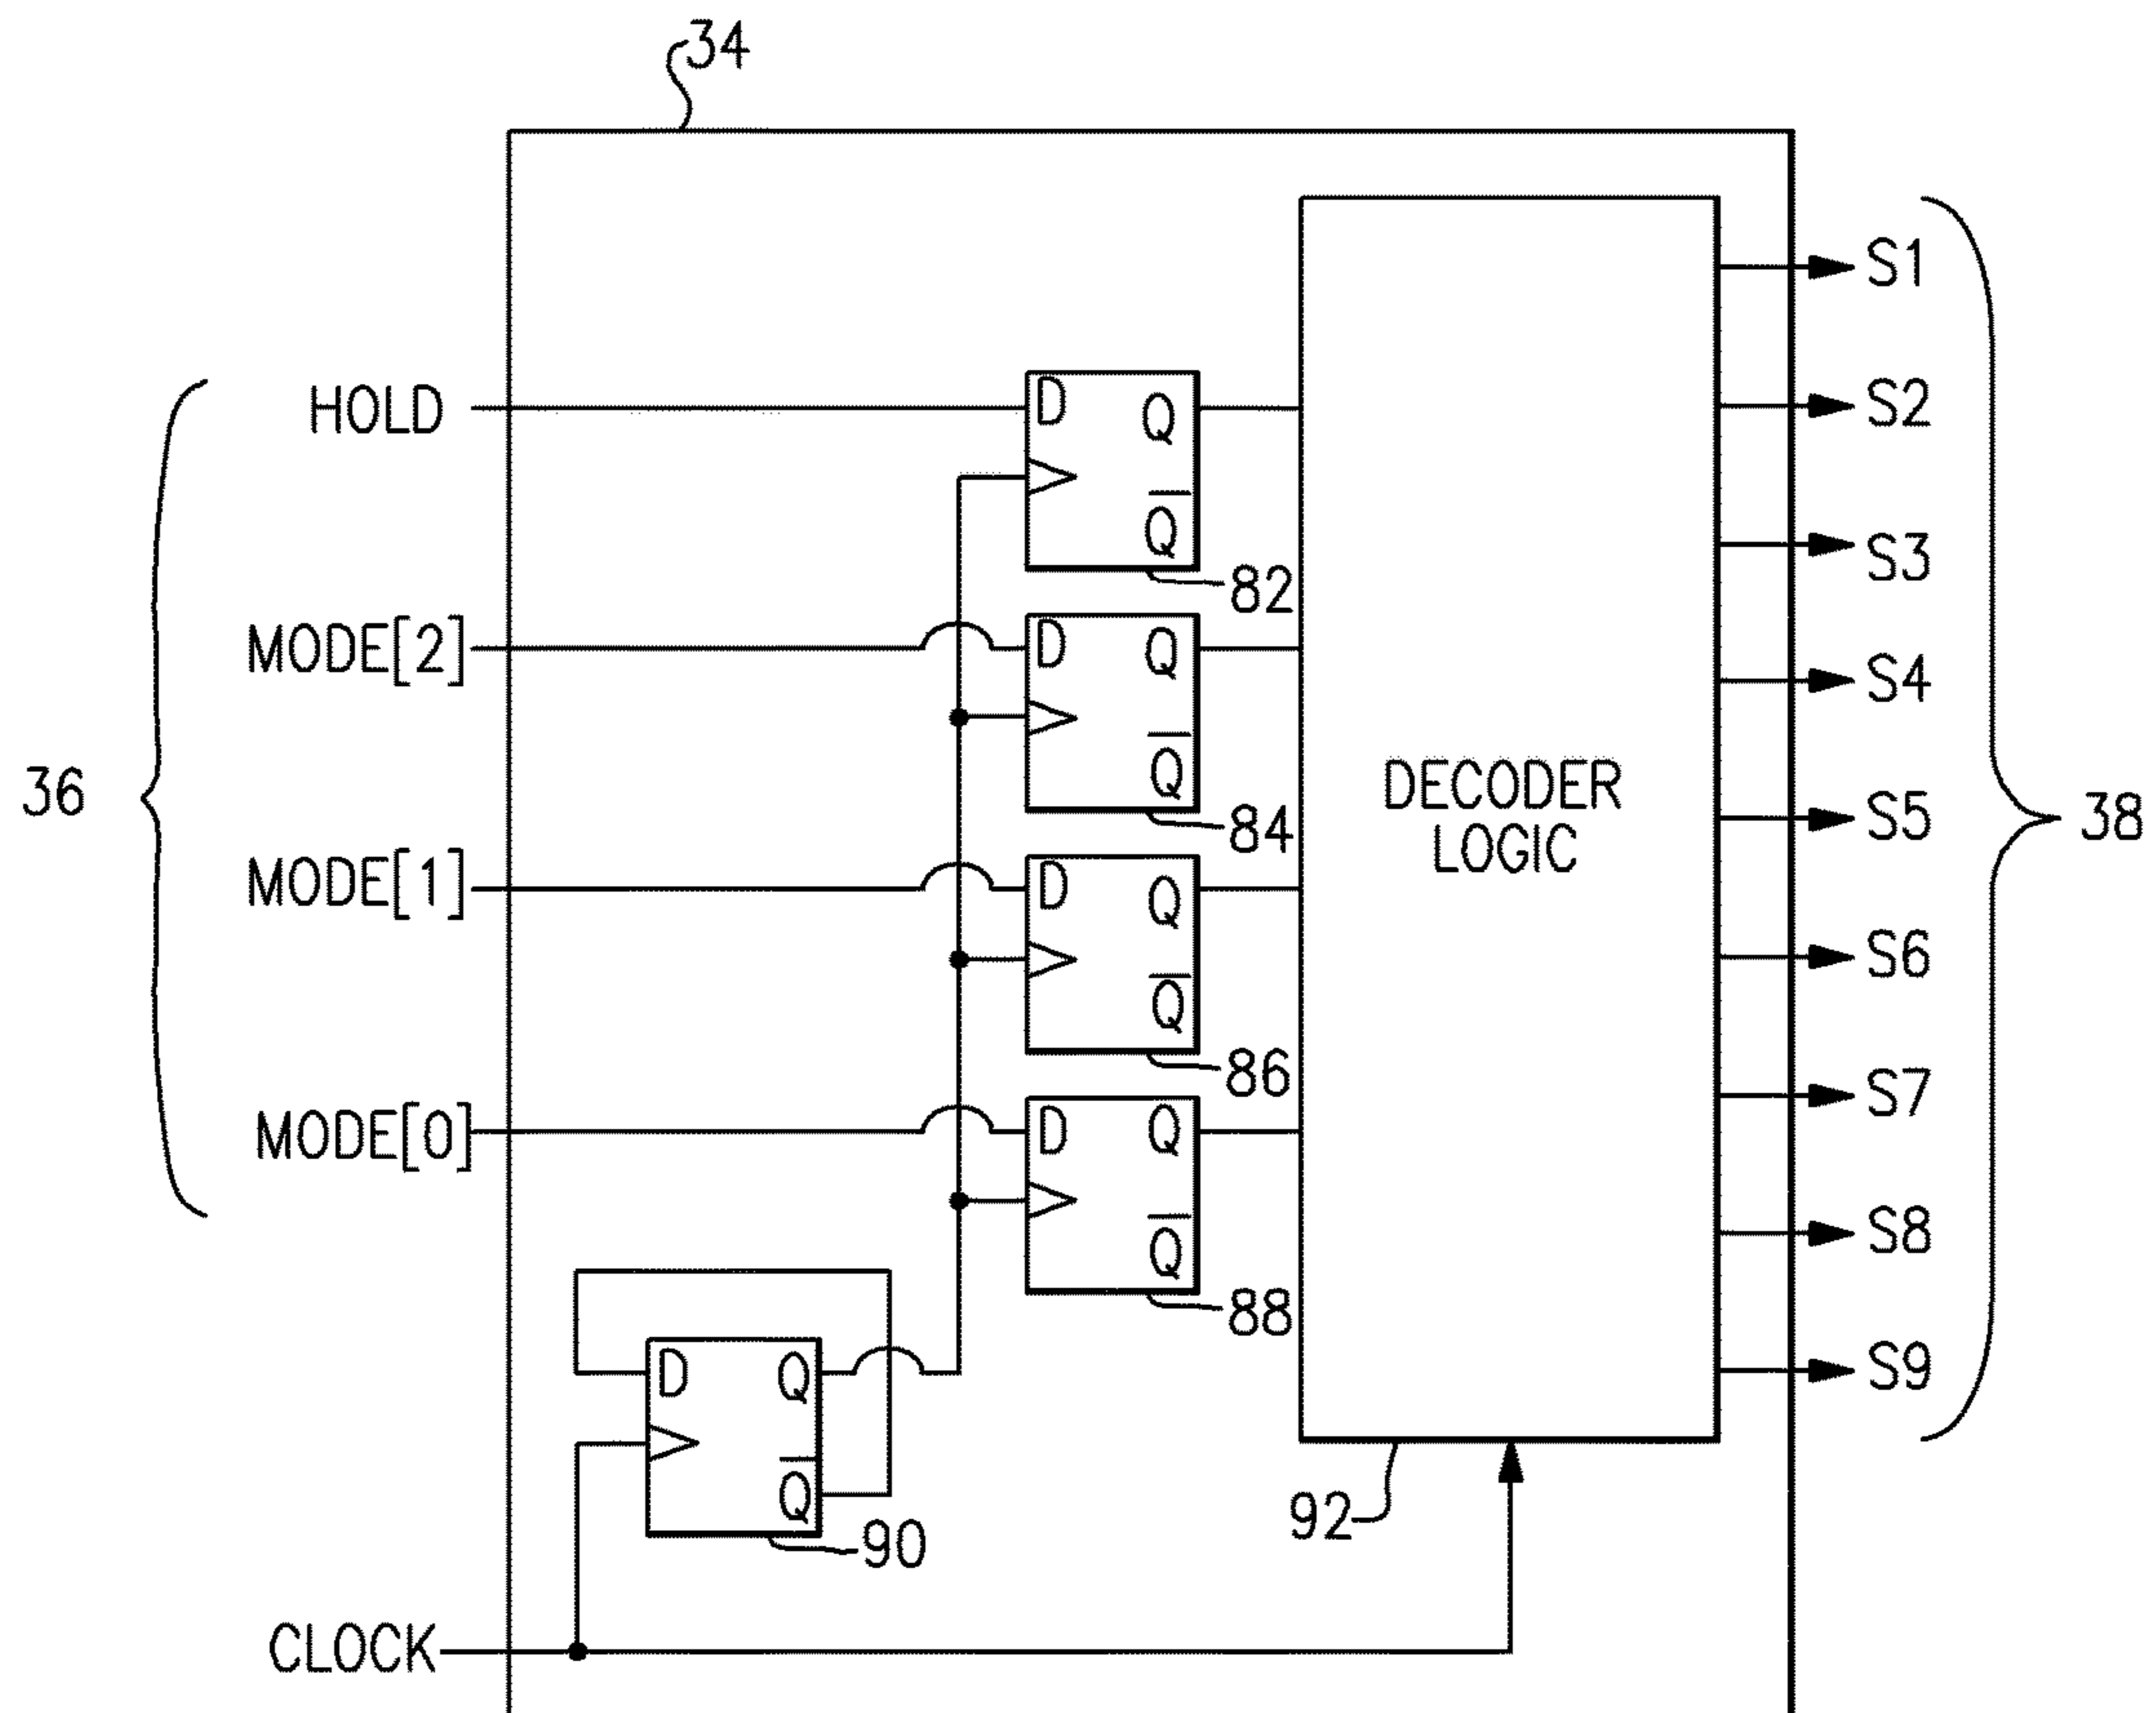 34
HOLD
MODE[2]
MODE[1]
MODE[0]
CLOCK
36
D Q
Q̅
82
D Q
Q̅
84
D Q
Q̅
86
D Q
Q̅
88
D Q
Q̅
90
DECODER
LOGIC
92
S1
S2
S3
S4
S5
S6
S7
S8
S9
38